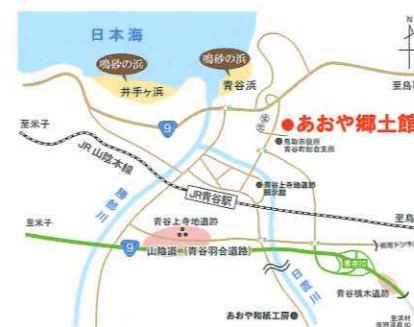 日本海
鳴砂の浜
鳴砂の浜
井手ヶ浜
青谷浜
至鳥
9
●あおや郷土館
鳥取市役所
青谷町総合支所
至米子
JR山陰本線
青谷上寺地遺跡
展示館
JR青谷駅
勝部川
至鳥
至米子
青谷上寺地遺跡
9
山陰道(青谷羽合道路)
青谷IC
日置川
青谷横木遺跡
あおや和紙工房●
至浜村